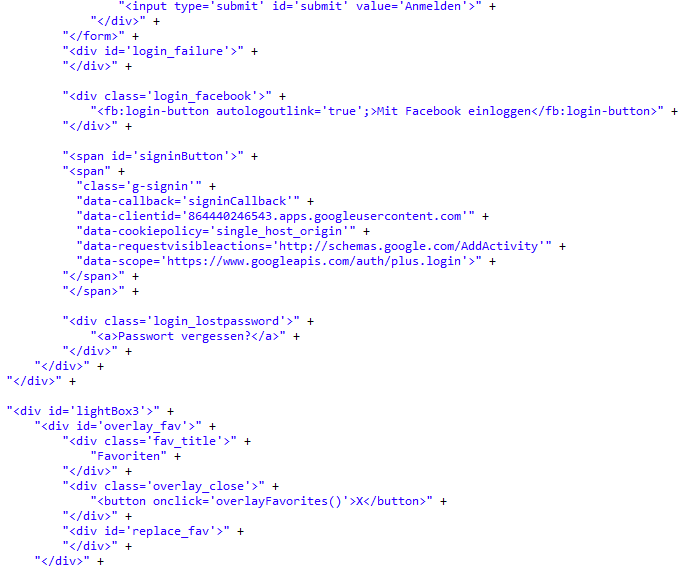 "<input type='submit' id='submit' value='Anmelden'>" +
"</div>" +
"</form>" +
"<div id='login_failure'>" +
"</div>" +
"<div class='login_facebook'>" +
"<fb:login-button autologoutlink='true';>Mit Facebook einloggen</fb:login-button>" +
"</div>" +
"<span id='signinButton'>" +
"<span" +
"class='g-signin'" +
"data-callback='signinCallback'" +
"data-clientid='864440246543.apps.googleusercontent.com'" +
"data-cookiepolicy='single_host_origin'" +
"data-requestvisibleactions='http://schemas.google.com/AddActivity'" +
"data-scope='https://www.googleapis.com/auth/plus.login'>" +
"</span>" +
"</span>" +
"<div class='login_lostpassword'>" +
"<a>Passwort vergessen?</a>" +
"</div>" +
"</div>" +
"</div>" +
"<div id='lightBox3'>" +
"<div id='overlay_fav'>" +
"<div class='fav_title'>" +
"Favoriten" +
"</div>" +
"<div class='overlay_close'>" +
"<button onclick='overlayFavorites()'>X</button>" +
"</div>" +
"<div id='replace_fav'>" +
"</div>" +
"</div>" +